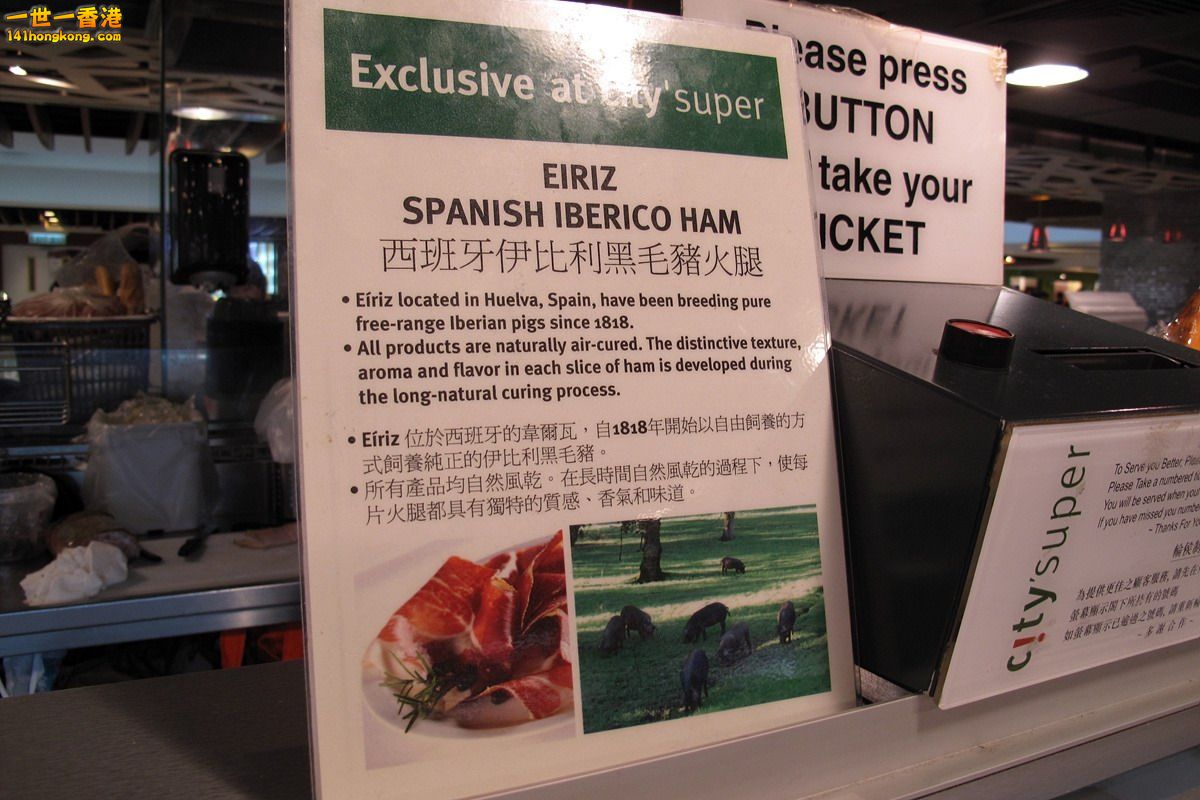 一世一香港
141hongkong.com
Exclusive at city'super
EIRIZ
SPANISH IBERICO HAM
西班牙伊比利黑毛豬火腿
• Eíriz located in Huelva, Spain, have been breeding pure
free-range Iberian pigs since 1818.
• All products are naturally air-cured. The distinctive texture,
aroma and flavor in each slice of ham is developed during
the long-natural curing process.
• Eíriz 位於西班牙的韋爾瓦，自1818年開始以自由飼養的方
式飼養純正的伊比利黑毛豬。
• 所有產品均自然風乾。在長時間自然風乾的過程下，使每
片火腿都具有獨特的質感、香氣和味道。
Please press
BUTTON
take your
TICKET
city'super
To Serve you Better,
Please Take a numbered
You will be served when
If you have missed you
~ Thanks For
為提供更佳之顧客服務, 請先在
螢幕顯示閣下所持有的號碼
如螢幕顯示已逾過之號碼, 請重新
~ 多謝合作 ~